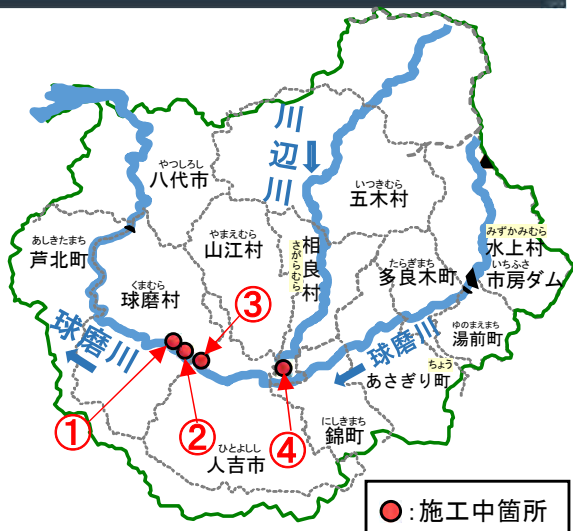 川
辺
川
やつしろし
八代市
いつきむら
五木村
あしきたまち
芦北町
やまえむら
山江村
さがらむら
相良村
みずかみむら
水上村
たらぎまち
多良木町
いちふさ
市房ダム
くまむら
球磨村
ゆのまえまち
湯前町
球磨川
球磨川
ちょう
あさぎり町
にしきまち
錦町
ひとよしし
人吉市
①
②
③
④
:施工中箇所